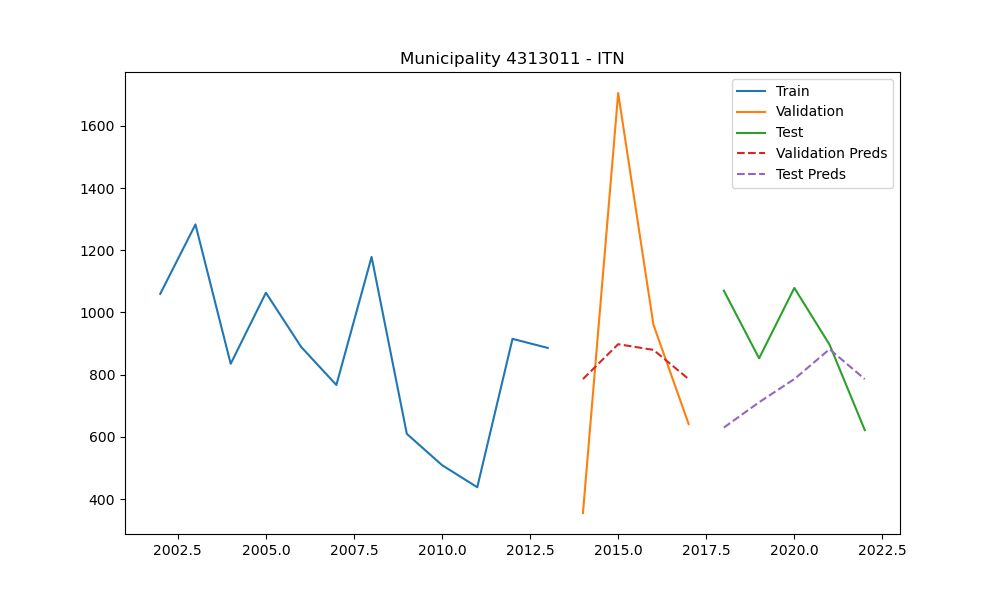 Municipality 4313011 - ITN
Train
Validation
Test
Validation Preds
Test Preds
1600
1400
1200
1000
800
600
400
2002.5 2005.0 2007.5 2010.0 2012.5 2015.0 2017.5 2020.0 2022.5